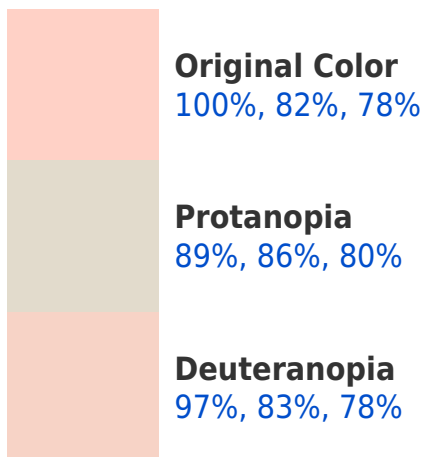 Original Color
100%, 82%, 78%
Protanopia
89%, 86%, 80%
Deuteranopia
97%, 83%, 78%